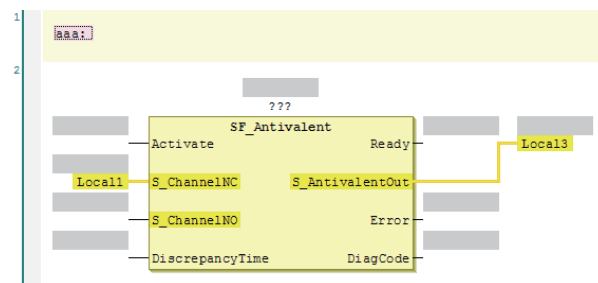 1
aaa:
2
???
SF_Antivalent
Activate Ready
Local3
Local1 S_ChannelNC S_AntivalentOut
S_ChannelNO Error
DiscrepancyTime DiagCode